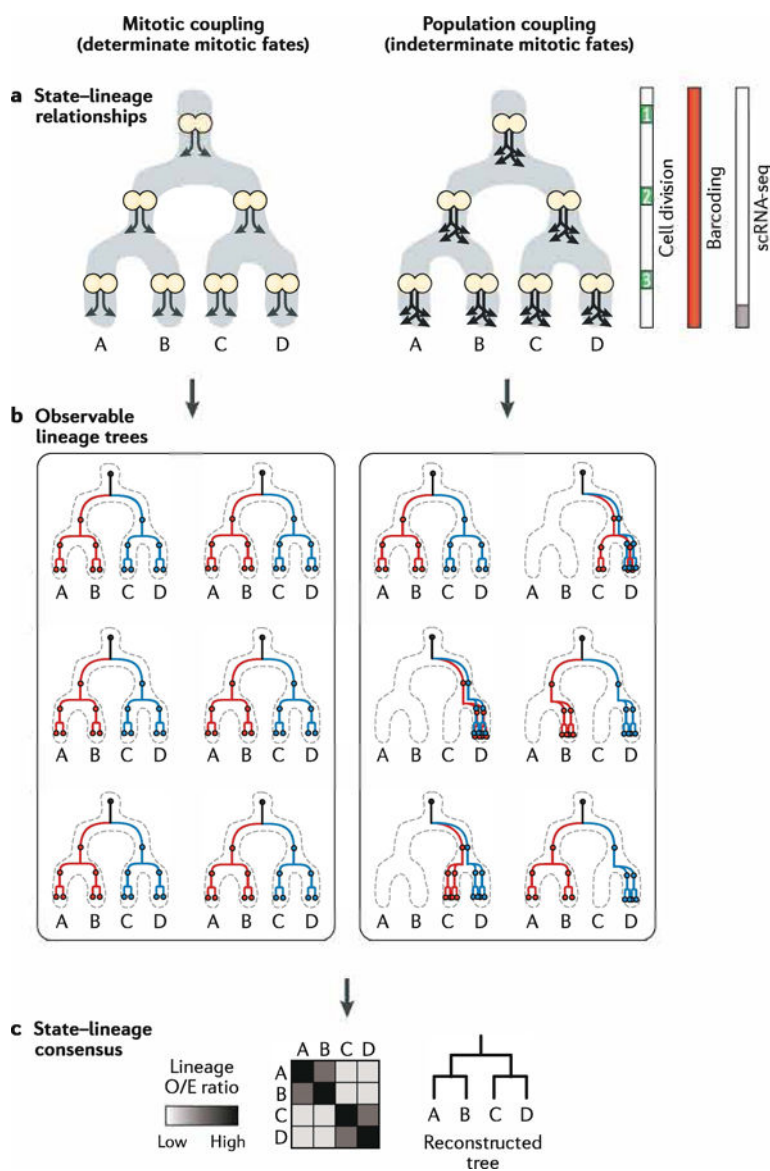 Mitotic coupling
(determinate mitotic fates)
Population coupling
(indeterminate mitotic fates)
a State–lineage
relationships
A B C D
A B C D
1
2
3
Cell division
Barcoding
scRNA-seq
b Observable
lineage trees
A B C D
A B C D
A B C D
A B C D
A B C D
A B C D
A B C D
A B C D
A B C D
A B C D
A B C D
A B C D
c State–lineage
consensus
Lineage
O/E ratio
Low High
A B C D
A
B
C
D
A B C D
Reconstructed
tree